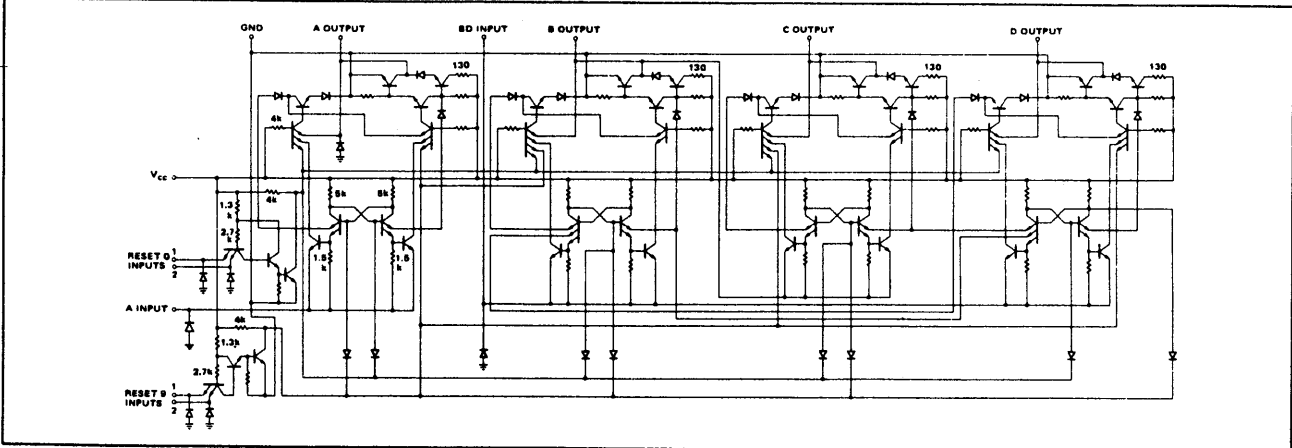 GND A OUTPUT BD INPUT B OUTPUT C OUTPUT D OUTPUT
130 130 130 130
4k
VCC
5k 5k
4k
1.3
k
2.7
k
1.5
k
1.5
k
RESET 0
INPUTS
1
2
A INPUT
4k
1.3k
2.7k
RESET 9
INPUTS
1
2